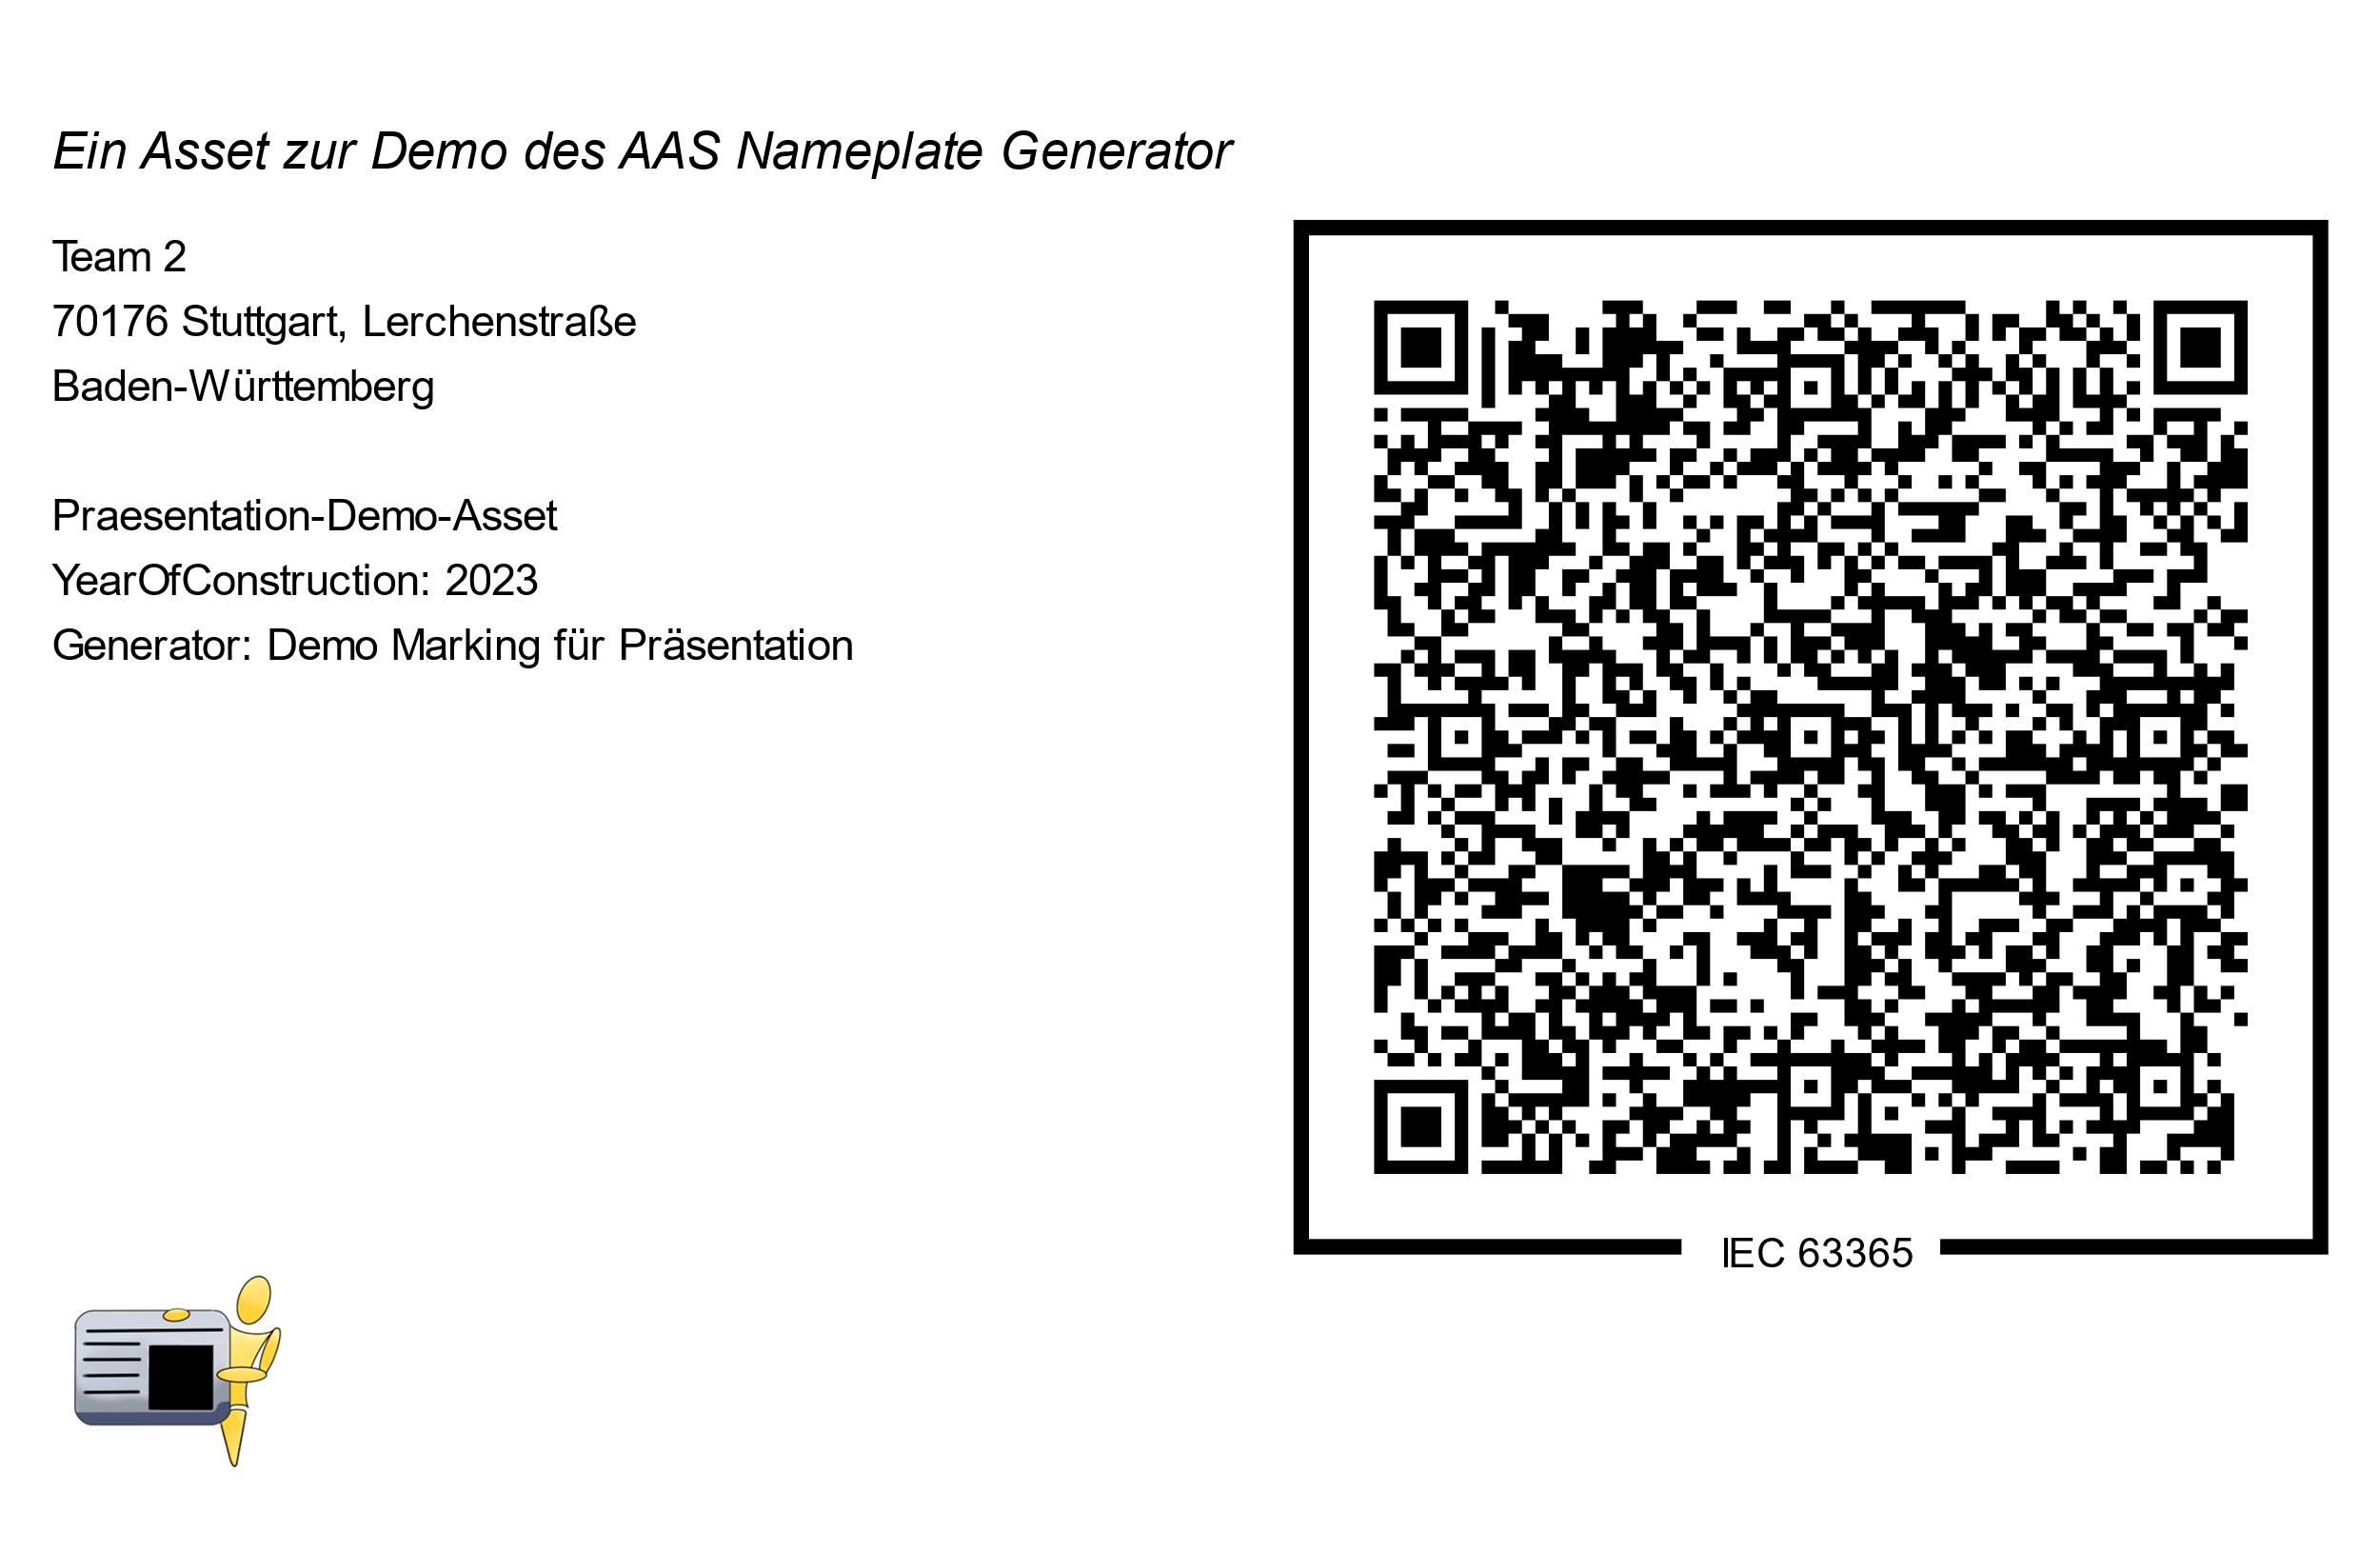 Ein Asset zur Demo des AAS Nameplate Generator
Team 2
70176 Stuttgart, Lerchenstraße
Baden-Württemberg
Praesentation-Demo-Asset
YearOfConstruction: 2023
Generator: Demo Marking für Präsentation
IEC 63365